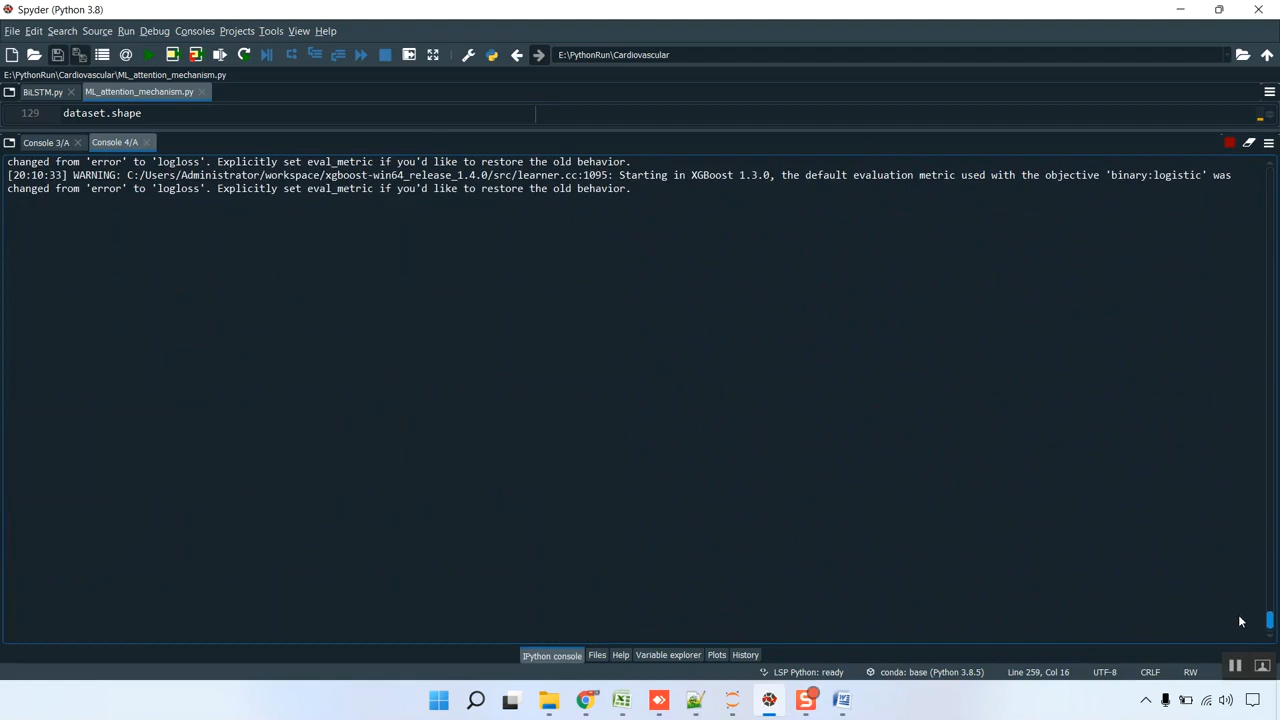 Spyder (Python 3.8)
File Edit Search Source Run Debug Consoles Projects Tools View Help
E:\PythonRun\Cardiovascular
E:\PythonRun\Cardiovascular\ML_attention_mechanism.py
BiLSTM.py ML_attention_mechanism.py
129 dataset.shape
Console 3/A Console 4/A
changed from 'error' to 'logloss'. Explicitly set eval_metric if you'd like to restore the old behavior.
[20:10:33] WARNING: C:/Users/Administrator/workspace/xgboost-win64_release_1.4.0/src/learner.cc:1095: Starting in XGBoost 1.3.0, the default evaluation metric used with the objective 'binary:logistic' was
changed from 'error' to 'logloss'. Explicitly set eval_metric if you'd like to restore the old behavior.
IPython console Files Help Variable explorer Plots History
LSP Python: ready conda: base (Python 3.8.5) Line 259, Col 16 UTF-8 CRLF RW